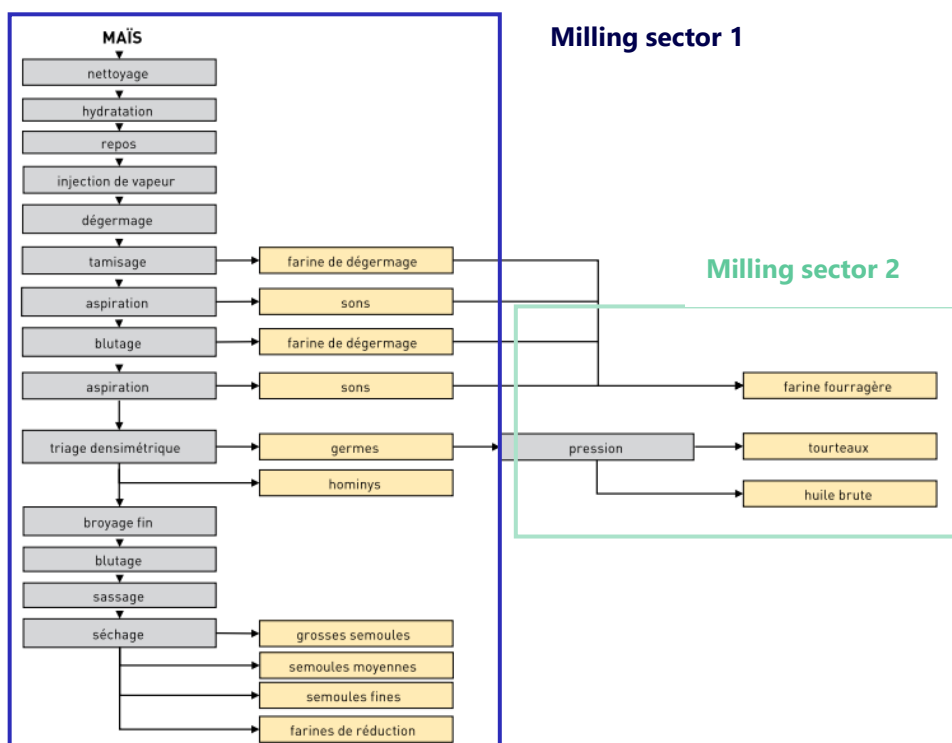 Milling sector 1
MAÏS
nettoyage
hydratation
repos
injection de vapeur
dégermage
tamisage
farine de dégermage
Milling sector 2
aspiration
sons
blutage
farine de dégermage
aspiration
sons
farine fourragère
triage densimétrique
germes
pression
tourteaux
hominys
huile brute
broyage fin
blutage
sassage
séchage
grosses semoules
semoules moyennes
semoules fines
farines de réduction